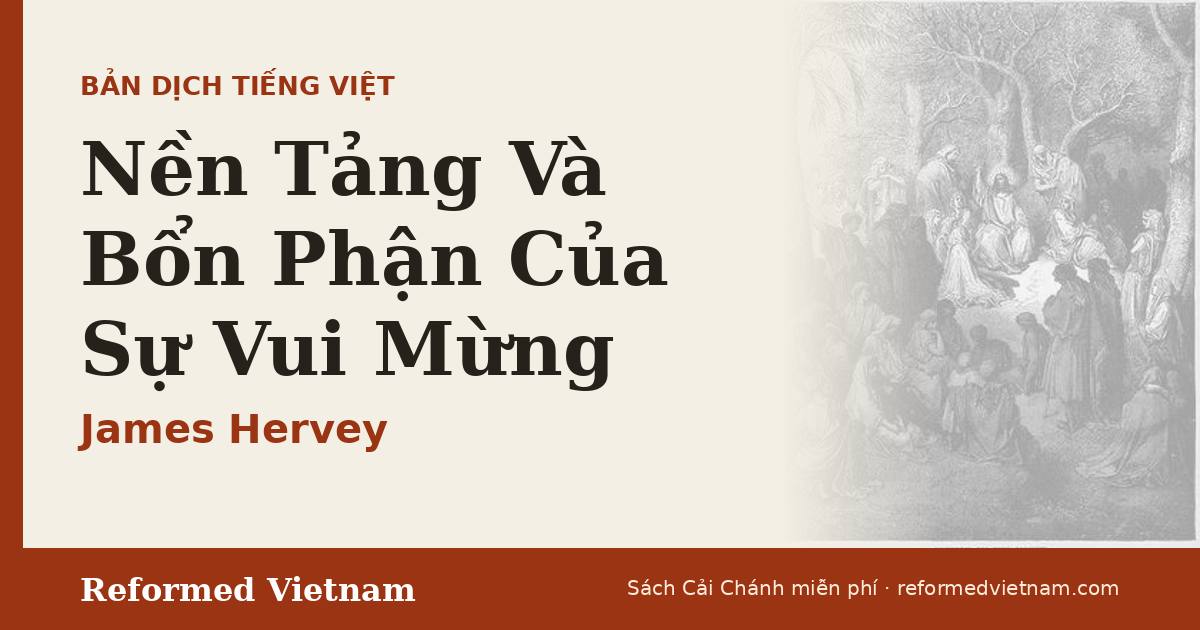 BẢN DỊCH TIẾNG VIỆT
Nền Tảng Và
Bổn Phận Của
Sự Vui Mừng
James Hervey
Reformed Vietnam
Sách Cải Chánh miễn phí · reformedvietnam.com